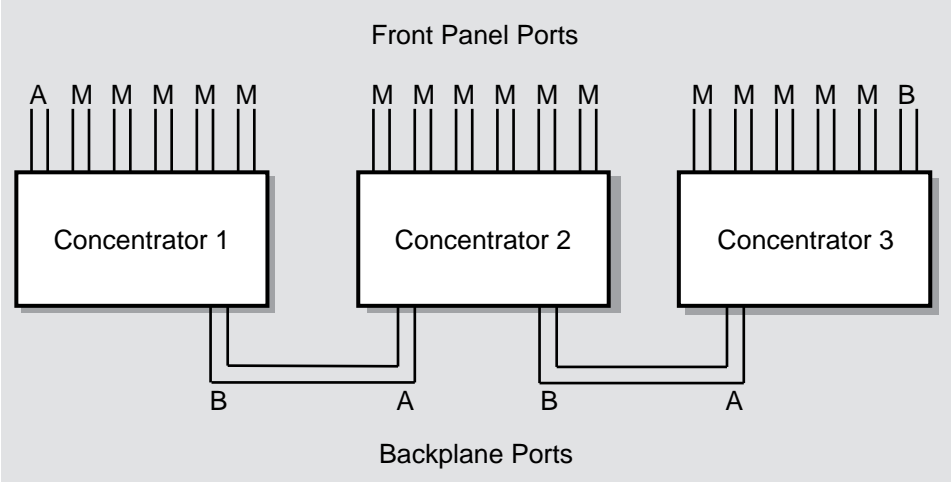 Front Panel Ports
A M M M M M M M M M M M M M M M M B
Concentrator 1 Concentrator 2 Concentrator 3
B A B A
Backplane Ports